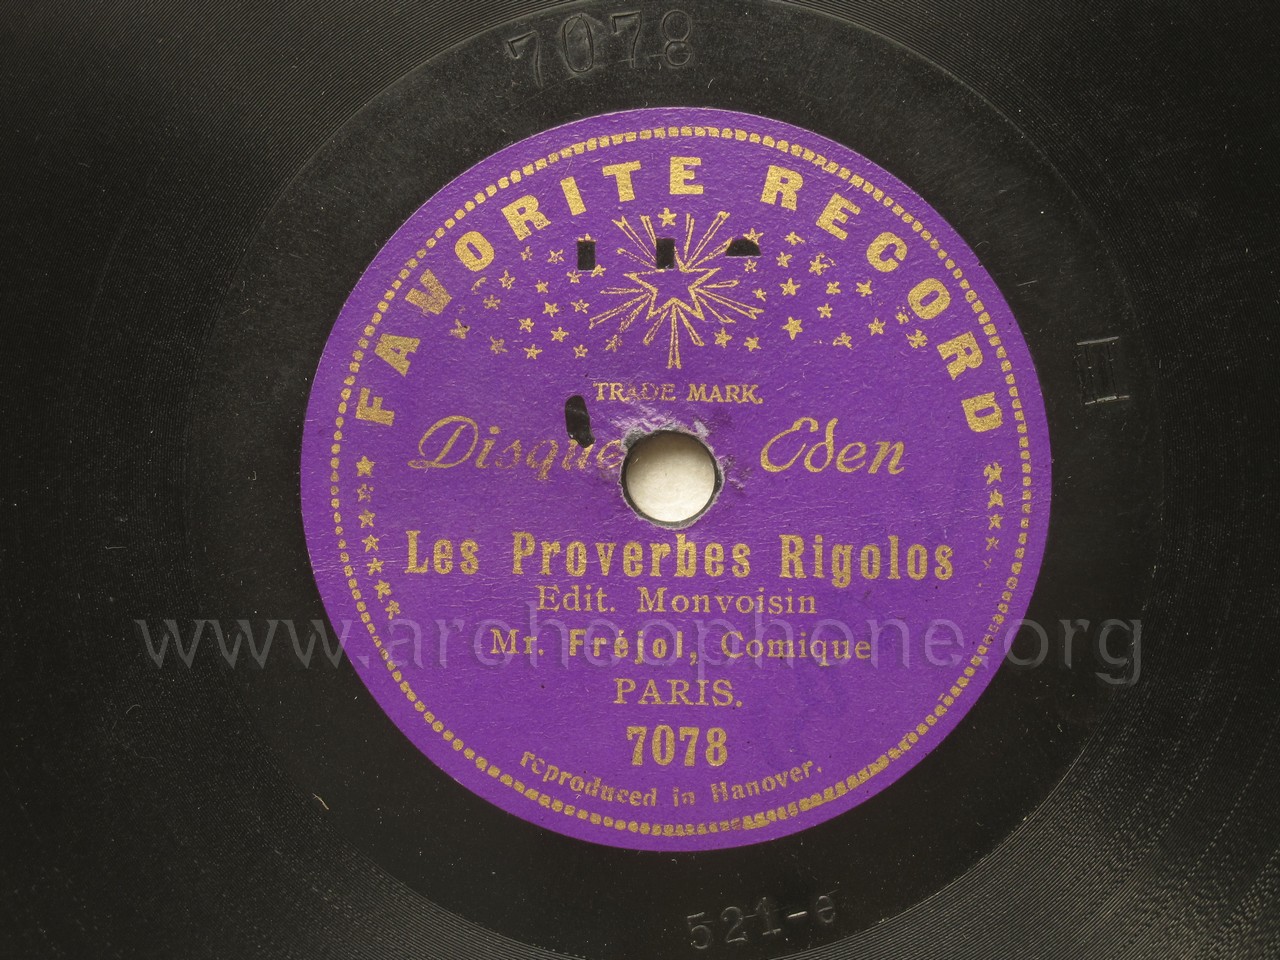 7078
FAVORITE RECORD
TRADE MARK.
Disque Eden
Les Proverbes Rigolos
Edit. Monvoisin
www.archeophone.org
Mr. Fréjol, Comique
PARIS.
7078
reproduced in Hanover.
521-e